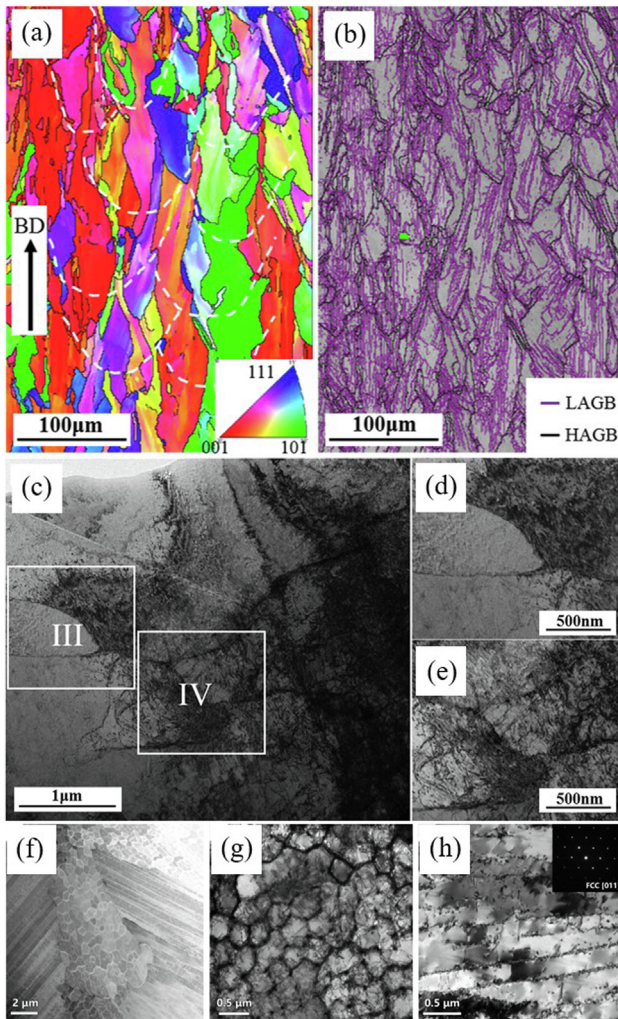 (a)
BD
100μm
111
001
101
(b)
100μm
LAGB
HAGB
(c)
III
IV
1μm
(d)
500nm
(e)
500nm
(f)
2 μm
(g)
0.5 μm
(h)
FCC [011]
0.5 μm